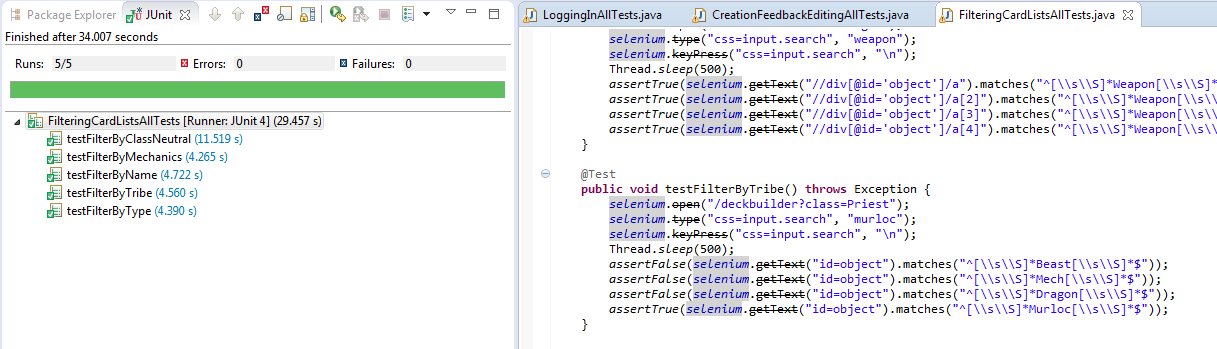 Package Explorer JUnit
Finished after 34.007 seconds
Runs: 5/5 Errors: 0 Failures: 0
FilteringCardListsAllTests [Runner: JUnit 4] (29.457 s)
testFilterByClassNeutral (11.519 s)
testFilterByMechanics (4.265 s)
testFilterByName (4.722 s)
testFilterByTribe (4.560 s)
testFilterByType (4.390 s)
LoggingInAllTests.java CreationFeedbackEditingAllTests.java FilteringCardListsAllTests.java
selenium.type("css=input.search", "weapon");
selenium.keyPress("css=input.search", "\n");
Thread.sleep(500);
assertTrue(selenium.getText("//div[@id='object']/a").matches("^[\\s\\S]*Weapon[\\s\\S]*
assertTrue(selenium.getText("//div[@id='object']/a[2]").matches("^[\\s\\S]*Weapon[\\s
assertTrue(selenium.getText("//div[@id='object']/a[3]").matches("^[\\s\\S]*Weapon[\\s
assertTrue(selenium.getText("//div[@id='object']/a[4]").matches("^[\\s\\S]*Weapon[\\s
}
@Test
public void testFilterByTribe() throws Exception {
selenium.open("/deckbuilder?class=Priest");
selenium.type("css=input.search", "murloc");
selenium.keyPress("css=input.search", "\n");
Thread.sleep(500);
assertFalse(selenium.getText("id=object").matches("^[\\s\\S]*Beast[\\s\\S]*$"));
assertFalse(selenium.getText("id=object").matches("^[\\s\\S]*Mech[\\s\\S]*$"));
assertFalse(selenium.getText("id=object").matches("^[\\s\\S]*Dragon[\\s\\S]*$"));
assertTrue(selenium.getText("id=object").matches("^[\\s\\S]*Murloc[\\s\\S]*$"));
}